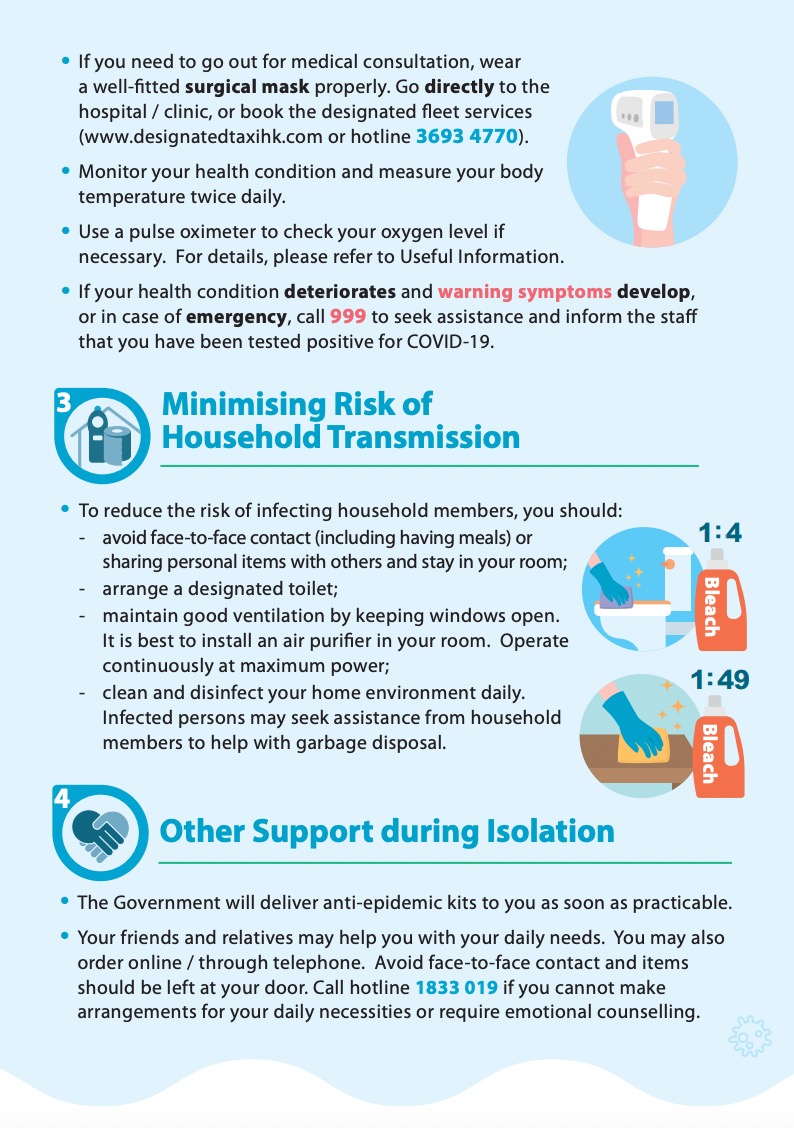 • If you need to go out for medical consultation, wear
a well-fitted surgical mask properly. Go directly to the
hospital / clinic, or book the designated fleet services
(www.designatedtaxihk.com or hotline 3693 4770).
• Monitor your health condition and measure your body
temperature twice daily.
• Use a pulse oximeter to check your oxygen level if
necessary.  For details, please refer to Useful Information.
• If your health condition deteriorates and warning symptoms develop,
or in case of emergency, call 999 to seek assistance and inform the staff
that you have been tested positive for COVID-19.
3
Minimising Risk of
Household Transmission
• To reduce the risk of infecting household members, you should:
- avoid face-to-face contact (including having meals) or
sharing personal items with others and stay in your room;
- arrange a designated toilet;
- maintain good ventilation by keeping windows open.
It is best to install an air purifier in your room.  Operate
continuously at maximum power;
- clean and disinfect your home environment daily.
Infected persons may seek assistance from household
members to help with garbage disposal.
1:4
Bleach
1:49
Bleach
4
Other Support during Isolation
• The Government will deliver anti-epidemic kits to you as soon as practicable.
• Your friends and relatives may help you with your daily needs.  You may also
order online / through telephone.  Avoid face-to-face contact and items
should be left at your door. Call hotline 1833 019 if you cannot make
arrangements for your daily necessities or require emotional counselling.